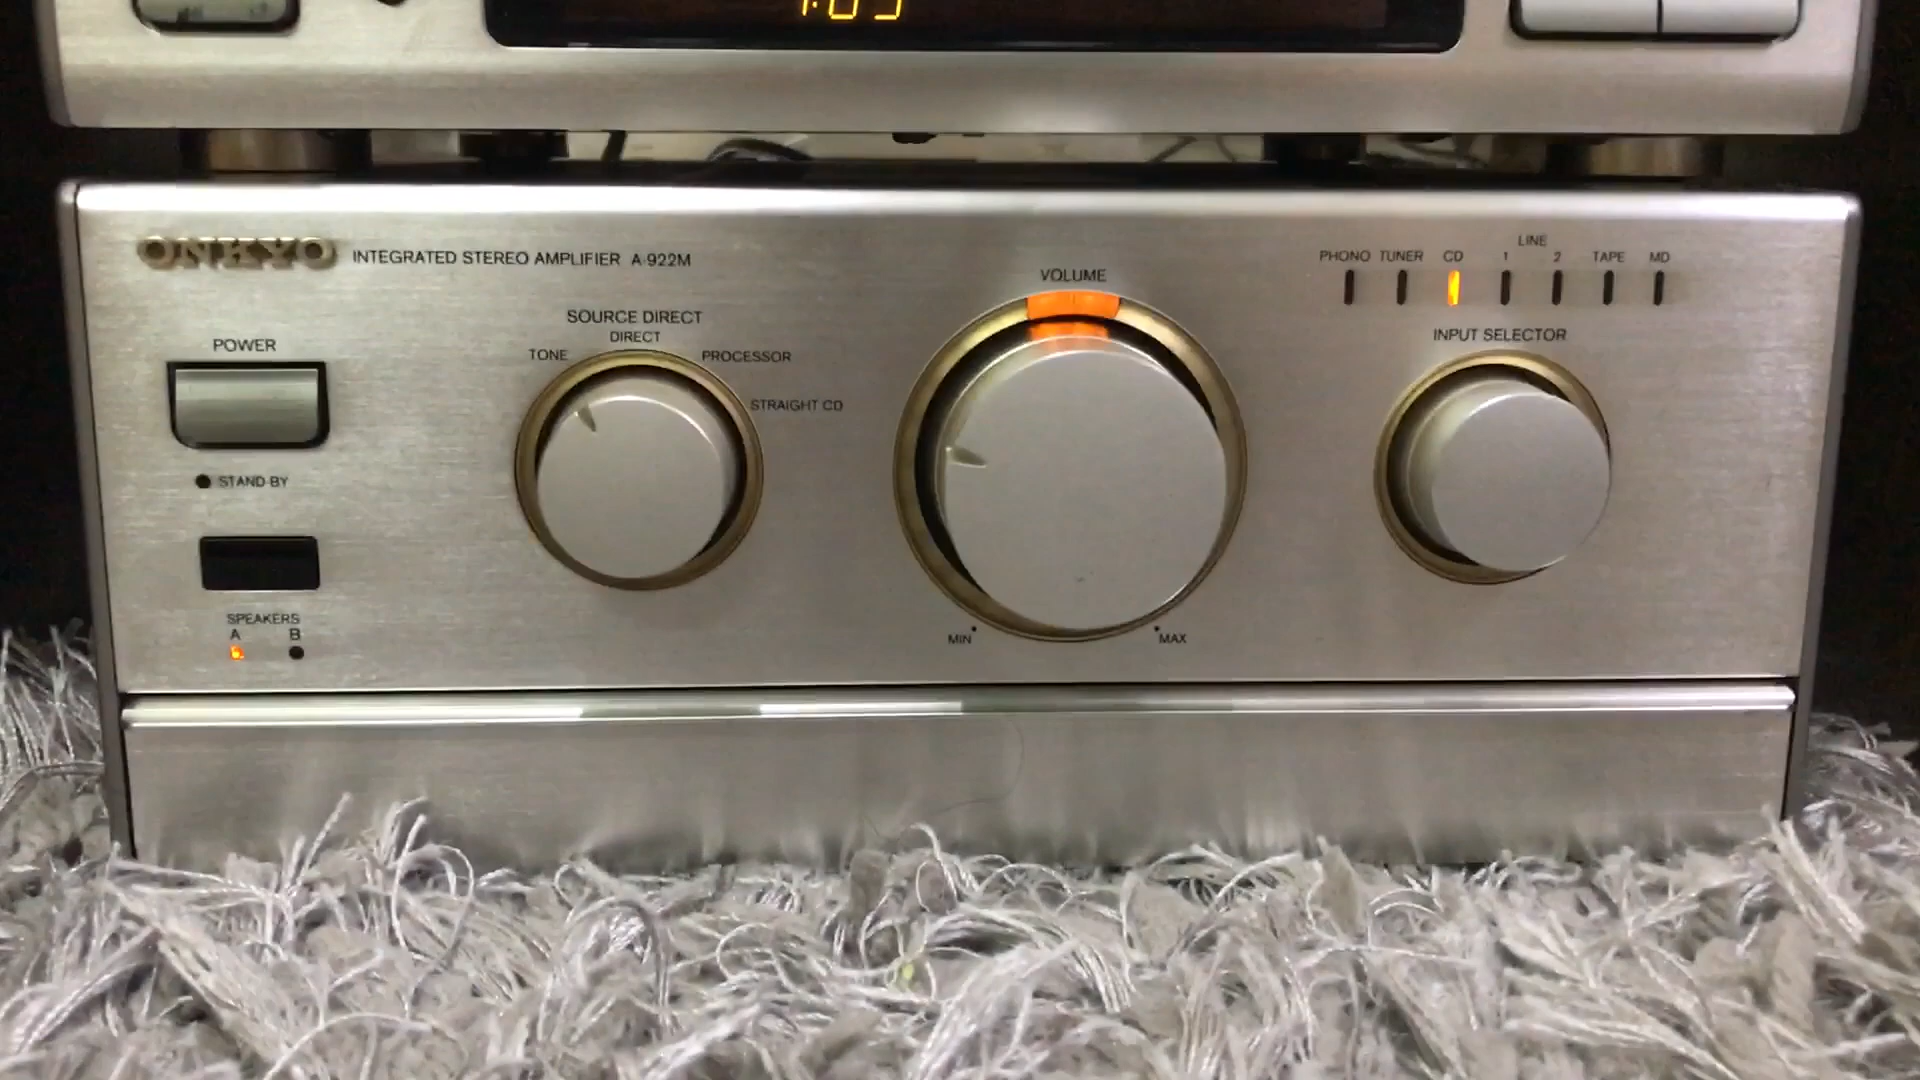 ONKYO INTEGRATED STEREO AMPLIFIER A-922M
POWER
STAND-BY
SPEAKERS
A B
SOURCE DIRECT
DIRECT
TONE PROCESSOR
STRAIGHT CD
VOLUME
MIN MAX
LINE
PHONO TUNER CD 1 2 TAPE MD
INPUT SELECTOR